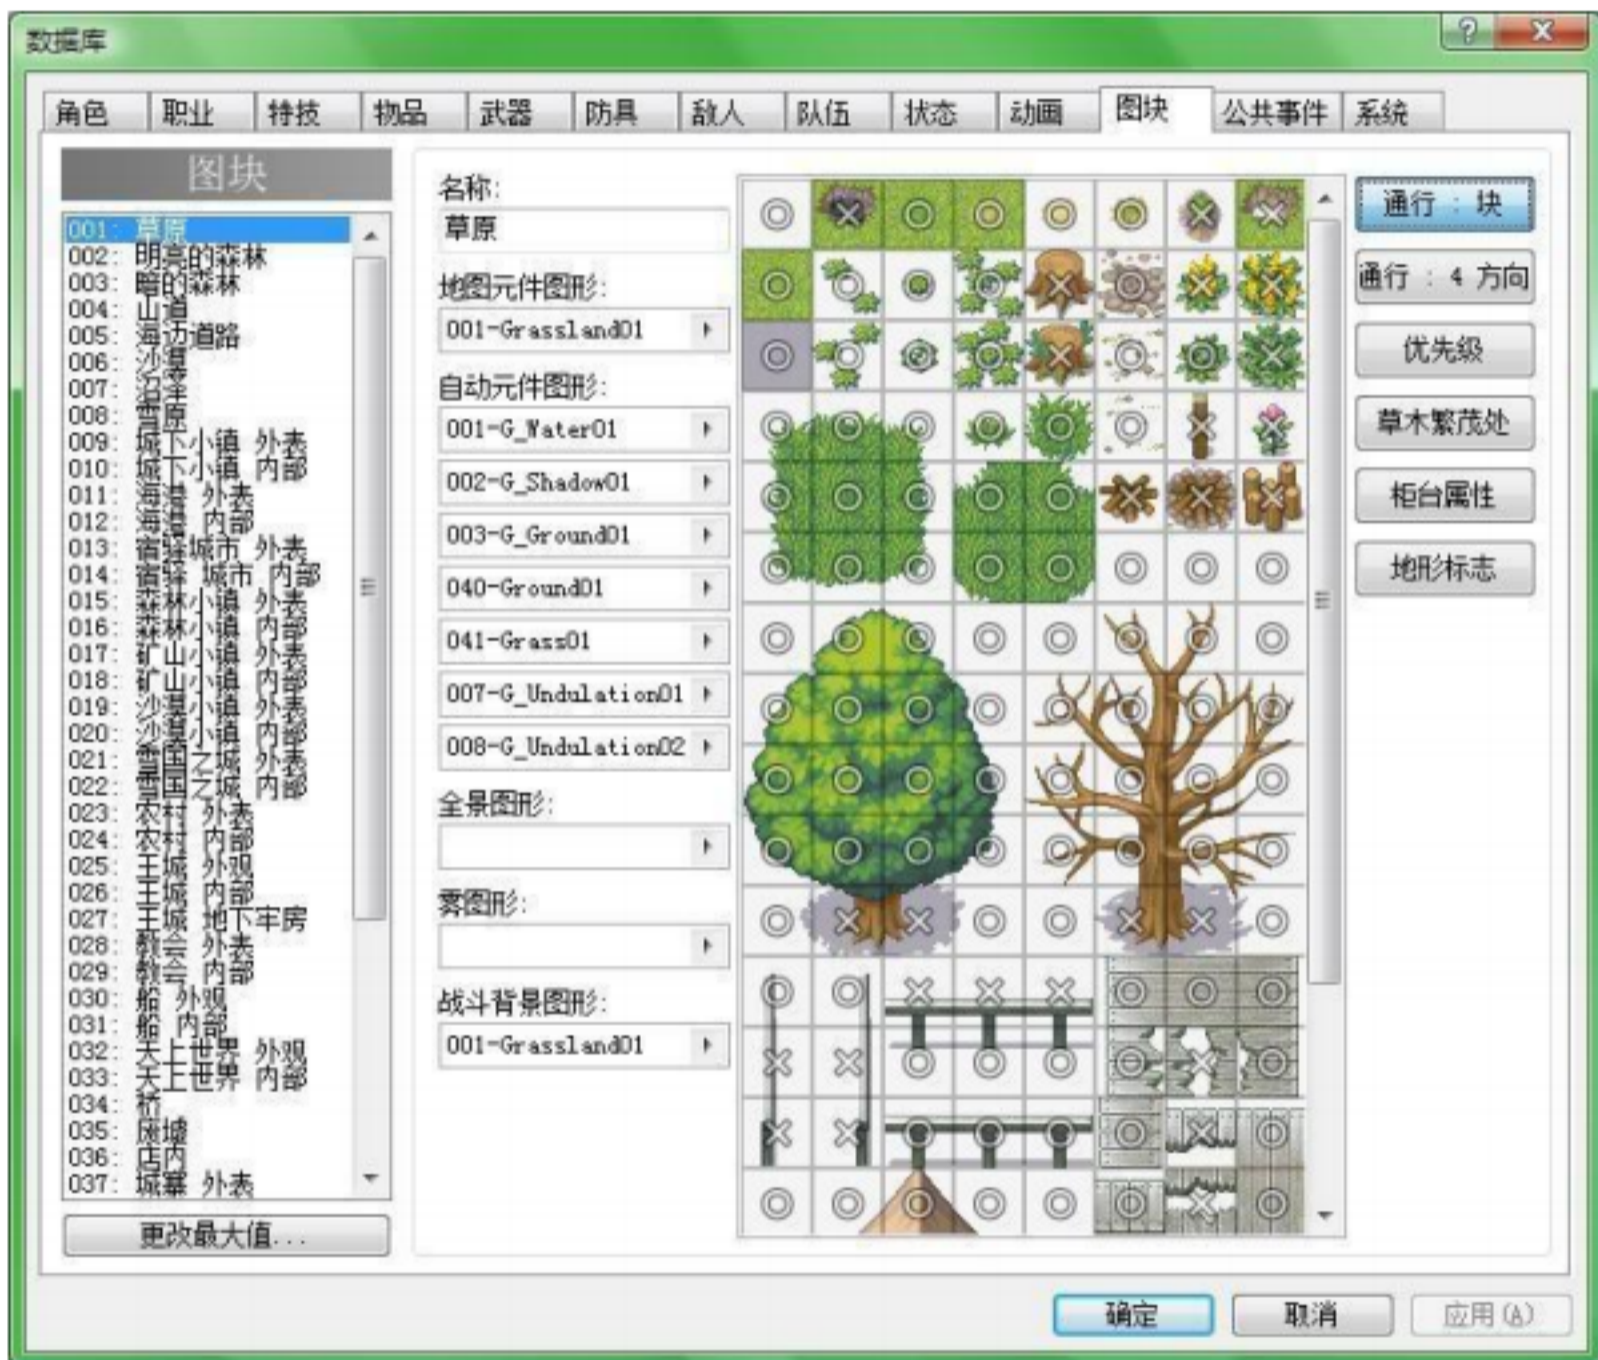 数据库
角色 职业 特技 物品 武器 防具 敌人 队伍 状态 动画 图块 公共事件 系统
图块
001: 草原
002: 明亮的森林
003: 暗的森林
004: 山道
005: 海边道路
006: 沙漠
007: 沼泽
008: 雪原
009: 城下小镇 外表
010: 城下小镇 内部
011: 海港 外表
012: 海港 内部
013: 宿驿城市 外表
014: 宿驿 城市 内部
015: 森林小镇 外表
016: 森林小镇 内部
017: 矿山小镇 外表
018: 矿山小镇 内部
019: 沙漠小镇 外表
020: 沙漠小镇 内部
021: 雪国之城 外表
022: 雪国之城 内部
023: 农村 外表
024: 农村 内部
025: 王城 外观
026: 王城 内部
027: 王城 地下牢房
028: 教会 外表
029: 教会 内部
030: 船 外观
031: 船 内部
032: 天上世界 外观
033: 天上世界 内部
034: 桥
035: 废墟
036: 店内
037: 城寨 外表
更改最大值...
名称:
草原
地图元件图形:
001-Grassland01
自动元件图形:
001-G_Water01
002-G_Shadow01
003-G_Ground01
040-Ground01
041-Grass01
007-G_Undulation01
008-G_Undulation02
全景图形:
雾图形:
战斗背景图形:
001-Grassland01
通行 : 块
通行 : 4 方向
优先级
草木繁茂处
柜台属性
地形标志
确定
取消
应用(A)